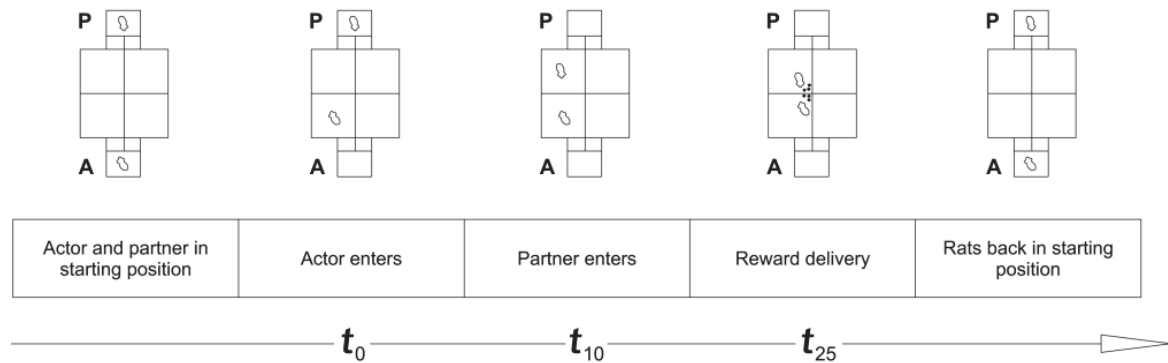 P P P P P
A A A A A
Actor and partner in
starting position
Actor enters
Partner enters
Reward delivery
Rats back in starting
position
t0 t10 t25